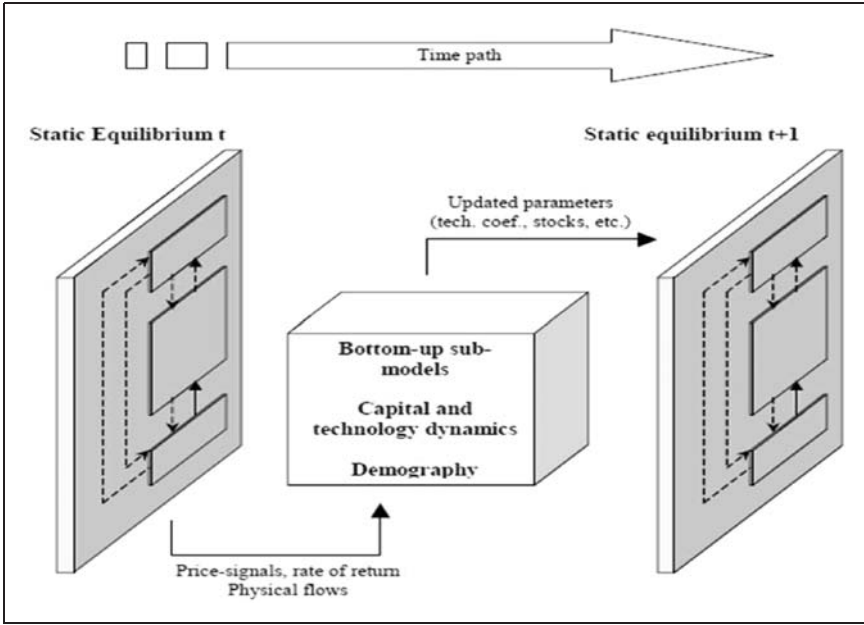 Time path
Static Equilibrium t
Static equilibrium t+1
Updated parameters
(tech. coef., stocks, etc.)
Bottom-up sub-
models
Capital and
technology dynamics
Demography
Price-signals, rate of return
Physical flows